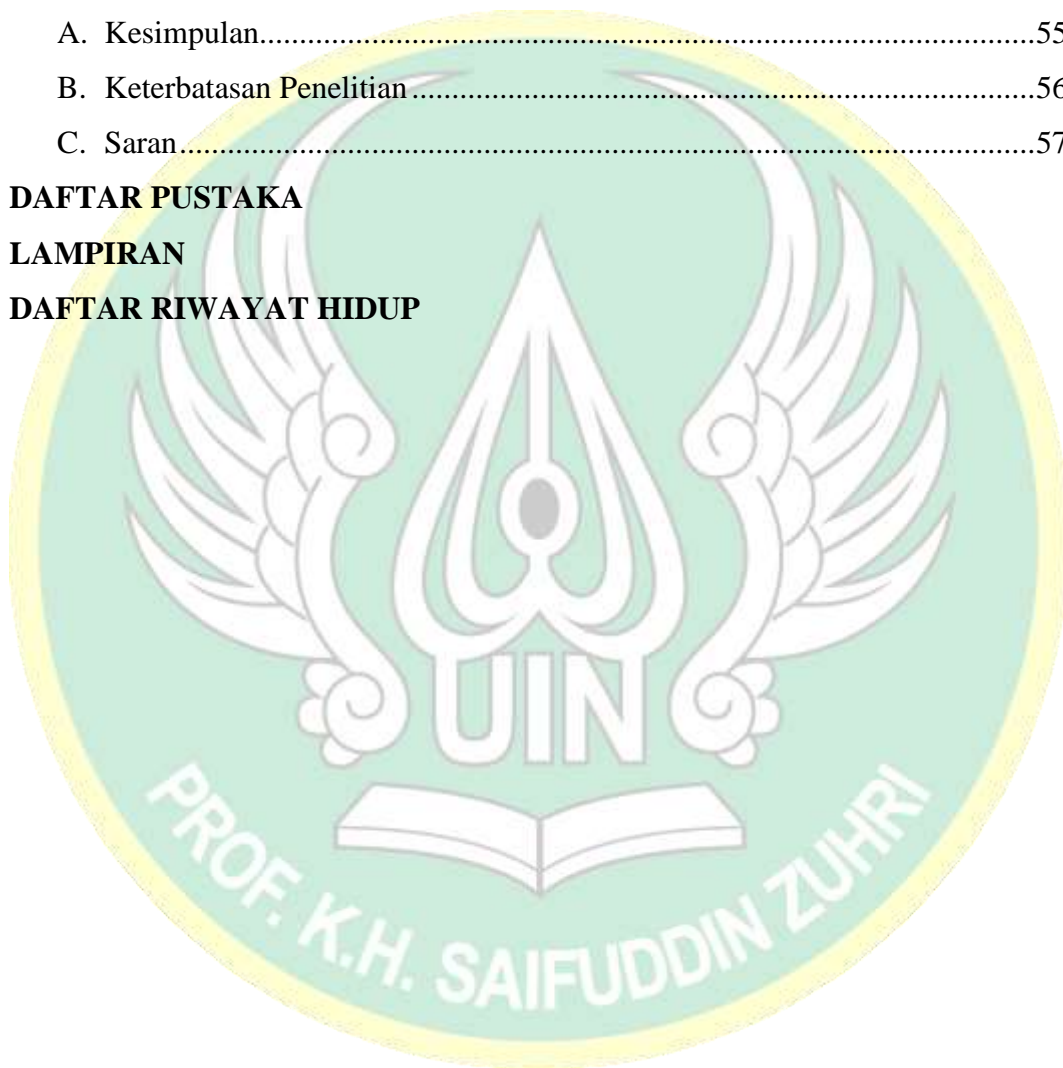 A. Kesimpulan.................................................................................................55
B. Keterbatasan Penelitian..............................................................................56
C. Saran...........................................................................................................57
DAFTAR PUSTAKA
LAMPIRAN
DAFTAR RIWAYAT HIDUP
UIN
PROF. K.H. SAIFUDDIN ZUHRI